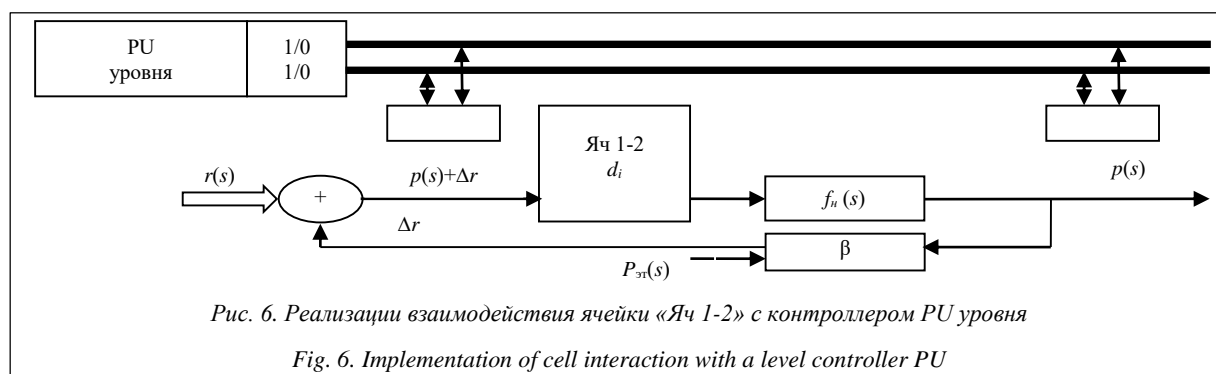 PU 1/0
уровня 1/0
Яч 1-2
dᵢ
r(s) p(s)+Δr p(s)
+ fₙ (s)
Δr
β
Pэт(s)
Рис. 6. Реализации взаимодействия ячейки «Яч 1-2» с контроллером PU уровня
Fig. 6. Implementation of cell interaction with a level controller PU